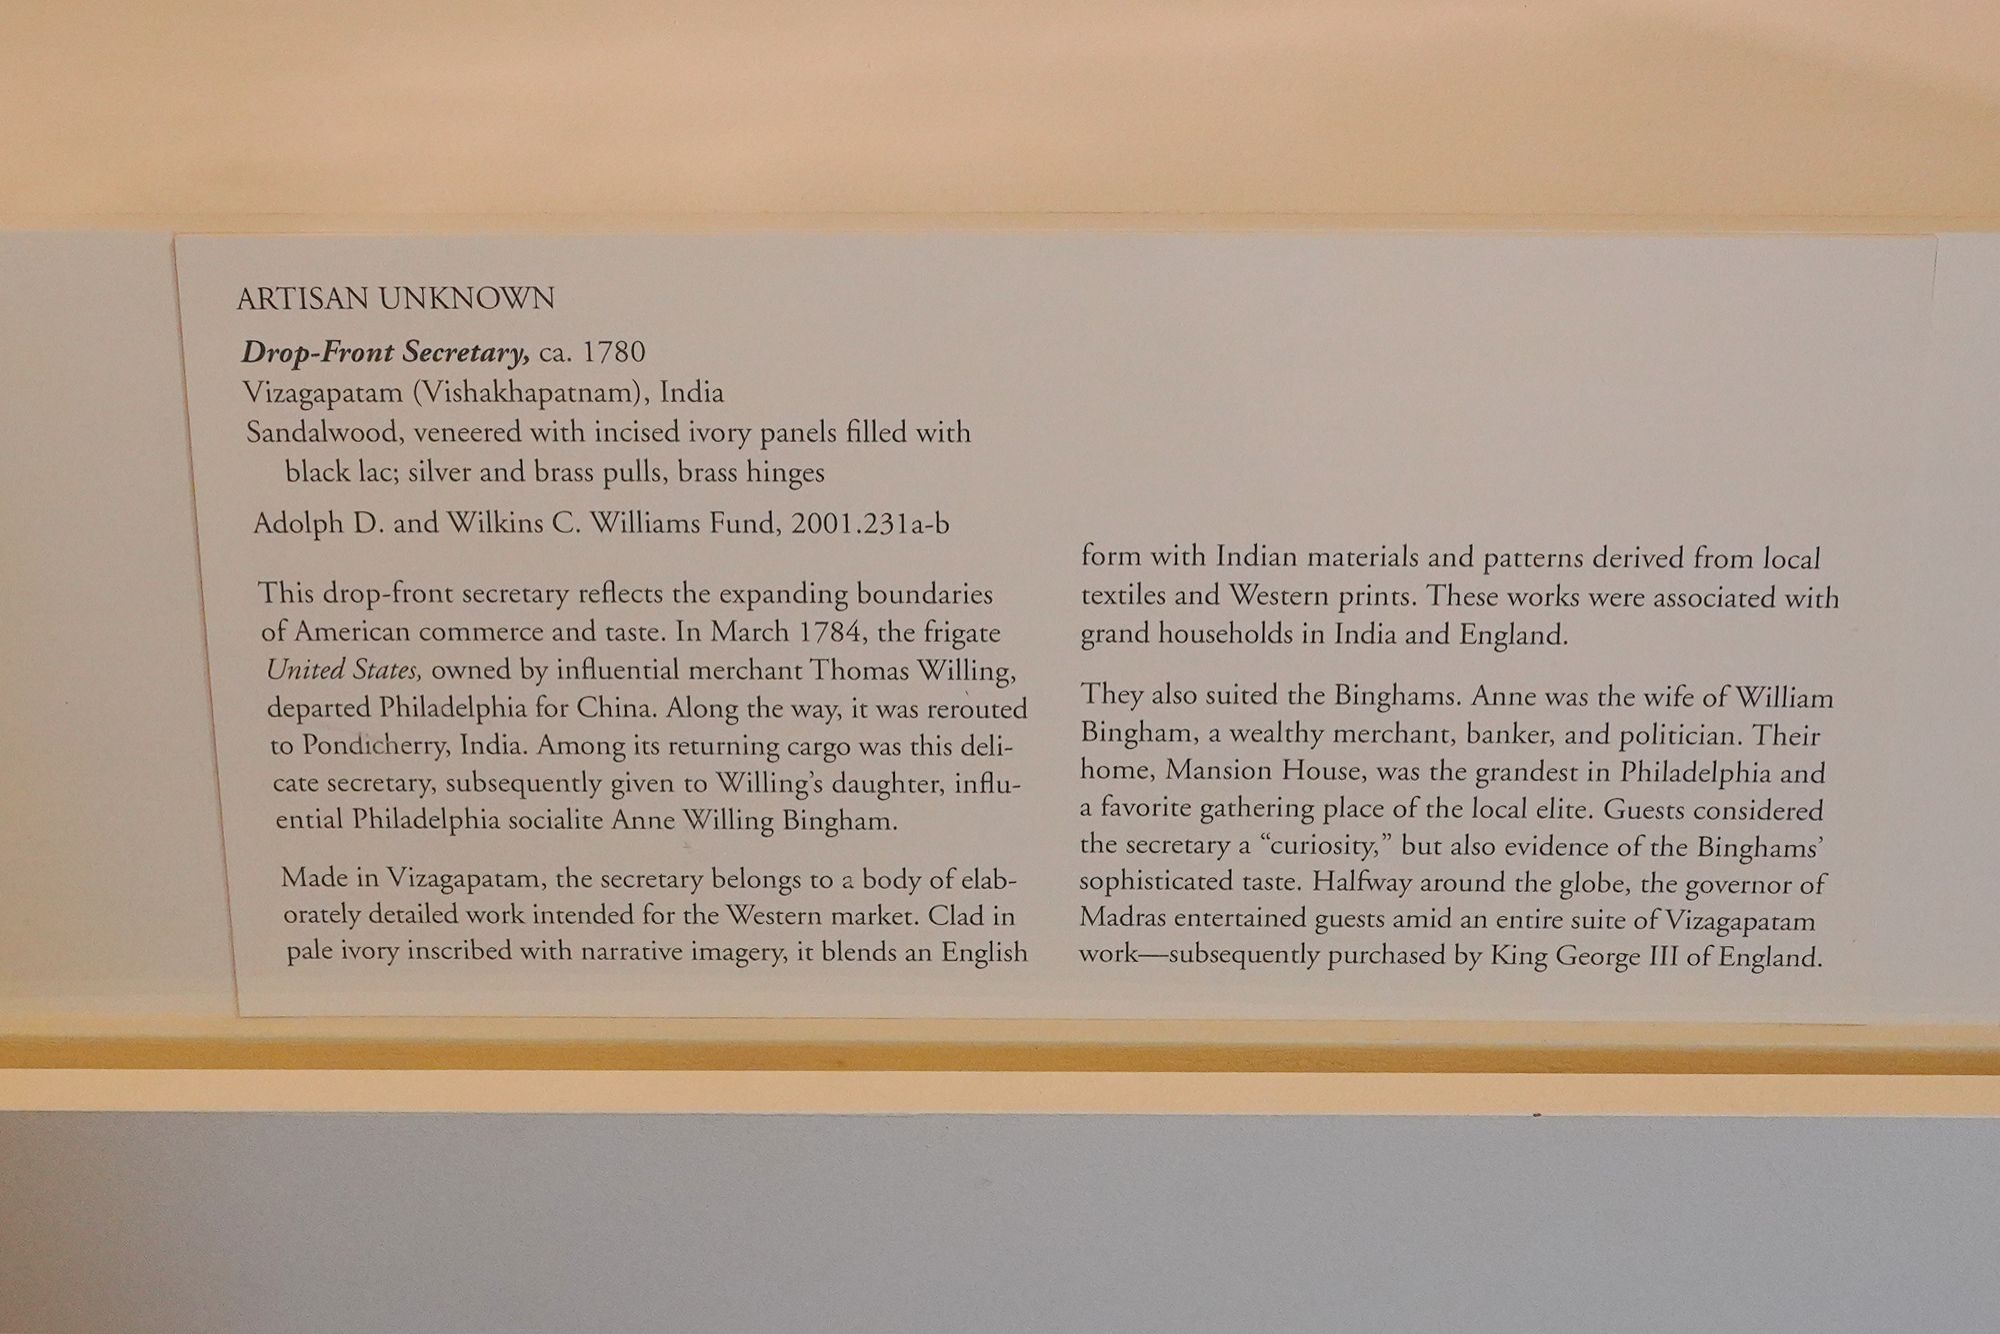 ARTISAN UNKNOWN
Drop-Front Secretary, ca. 1780
Vizagapatam (Vishakhapatnam), India
Sandalwood, veneered with incised ivory panels filled with
black lac; silver and brass pulls, brass hinges
Adolph D. and Wilkins C. Williams Fund, 2001.231a-b
This drop-front secretary reflects the expanding boundaries
of American commerce and taste. In March 1784, the frigate
United States, owned by influential merchant Thomas Willing,
departed Philadelphia for China. Along the way, it was rerouted
to Pondicherry, India. Among its returning cargo was this deli-
cate secretary, subsequently given to Willing’s daughter, influ-
ential Philadelphia socialite Anne Willing Bingham.
Made in Vizagapatam, the secretary belongs to a body of elab-
orately detailed work intended for the Western market. Clad in
pale ivory inscribed with narrative imagery, it blends an English
form with Indian materials and patterns derived from local
textiles and Western prints. These works were associated with
grand households in India and England.
They also suited the Binghams. Anne was the wife of William
Bingham, a wealthy merchant, banker, and politician. Their
home, Mansion House, was the grandest in Philadelphia and
a favorite gathering place of the local elite. Guests considered
the secretary a “curiosity,” but also evidence of the Binghams’
sophisticated taste. Halfway around the globe, the governor of
Madras entertained guests amid an entire suite of Vizagapatam
work—subsequently purchased by King George III of England.